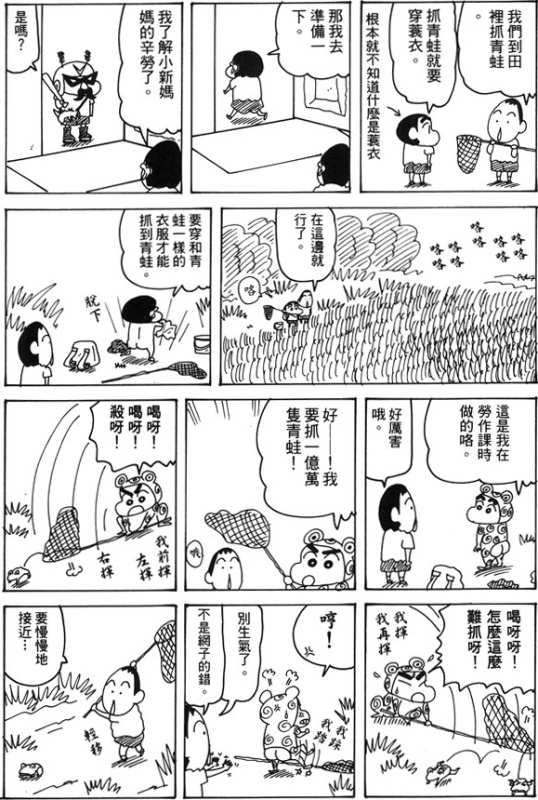 我們到田
裡抓青蛙
。
抓青蛙就要
穿蓑衣。
根本就不知道什麼是蓑衣
那我去
準備一
下。
我了解小新媽
媽的辛勞了。
是嗎?
咯咯
咯咯
咯咯
咯咯
在這邊就
行了。
咯
要穿和青
蛙一樣的
衣服才能
抓到青蛙。
脫下
這是我在
勞作課時
做的咯。
好厲害
哦。
好──!我
要抓一億萬
隻青蛙!
哦
喝呀!
喝呀!
殺呀!
我前揮
左揮
右揮
喝呀呀!
怎麼這麼
難抓呀!
我揮
我再揮
哼!
我踩
我踏
別生氣了。
不是網子的錯。
要慢慢地
接近…
輕移